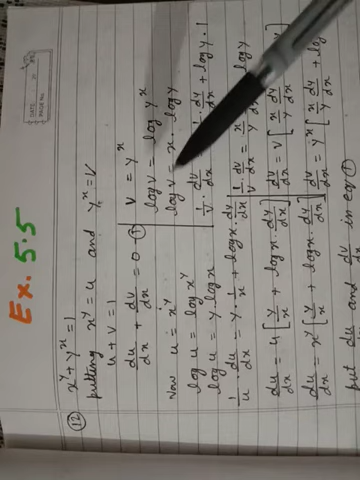 Ex. 5.5
DATE
PAGE NO.
12 x^y + y^x = 1
putting x^y = u and y^x = v
u + v = 1
du/dx + dv/dx = 0 - 1
Now u = x^y
log u = log x^y
log u = y · log x
1/u · du/dx = y · 1/x + log x · dy/dx
du/dx = u [y/x + log x · dy/dx]
du/dx = x^y [y/x + log x · dy/dx]
v = y^x
log v = log y^x
log v = x · log y
1/v · dv/dx = dy/dx + log y · 1
1/v · dv/dx = x/y log y
dv/dx = v [x/y dy/dx
dv/dx = y^x [x/y dy/dx + log
put du/dx and dv/dx in eq 1